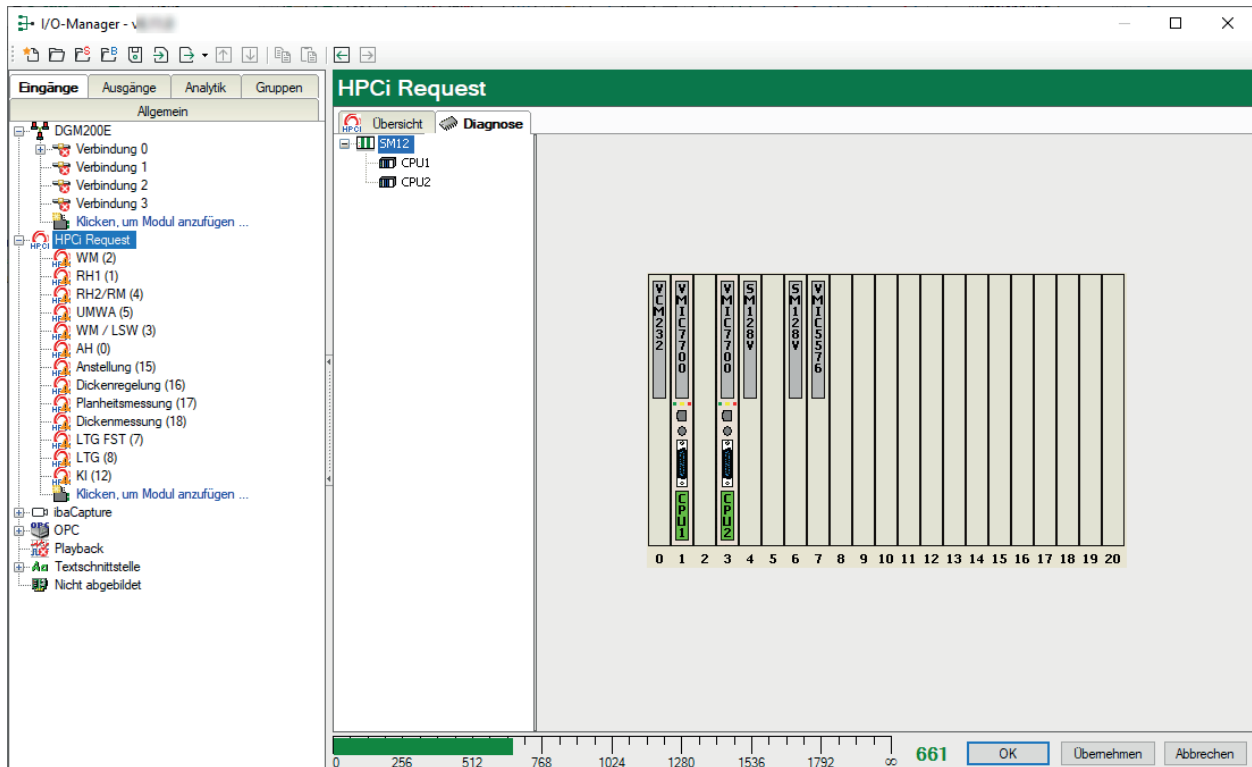 I/O-Manager - v
Eingänge Ausgänge Analytik Gruppen
Allgemein
DGM200E
Verbindung 0
Verbindung 1
Verbindung 2
Verbindung 3
Klicken, um Modul anzufügen ...
HPCi Request
WM (2)
RH1 (1)
RH2/RM (4)
UMWA (5)
WM / LSW (3)
AH (0)
Anstellung (15)
Dickenregelung (16)
Planheitsmessung (17)
Dickenmessung (18)
LTG FST (7)
LTG (8)
KI (12)
Klicken, um Modul anzufügen ...
ibaCapture
OPC
Playback
Textschnittstelle
Nicht abgebildet
HPCi Request
Übersicht Diagnose
SM12
CPU1
CPU2
VCM232 VMIC7700 VMIC7700 SM128V SM128V VMIC5576
CPU1 CPU2
0 1 2 3 4 5 6 7 8 9 10 11 12 13 14 15 16 17 18 19 20
0 256 512 768 1024 1280 1536 1792 ∞
661 OK Übernehmen Abbrechen